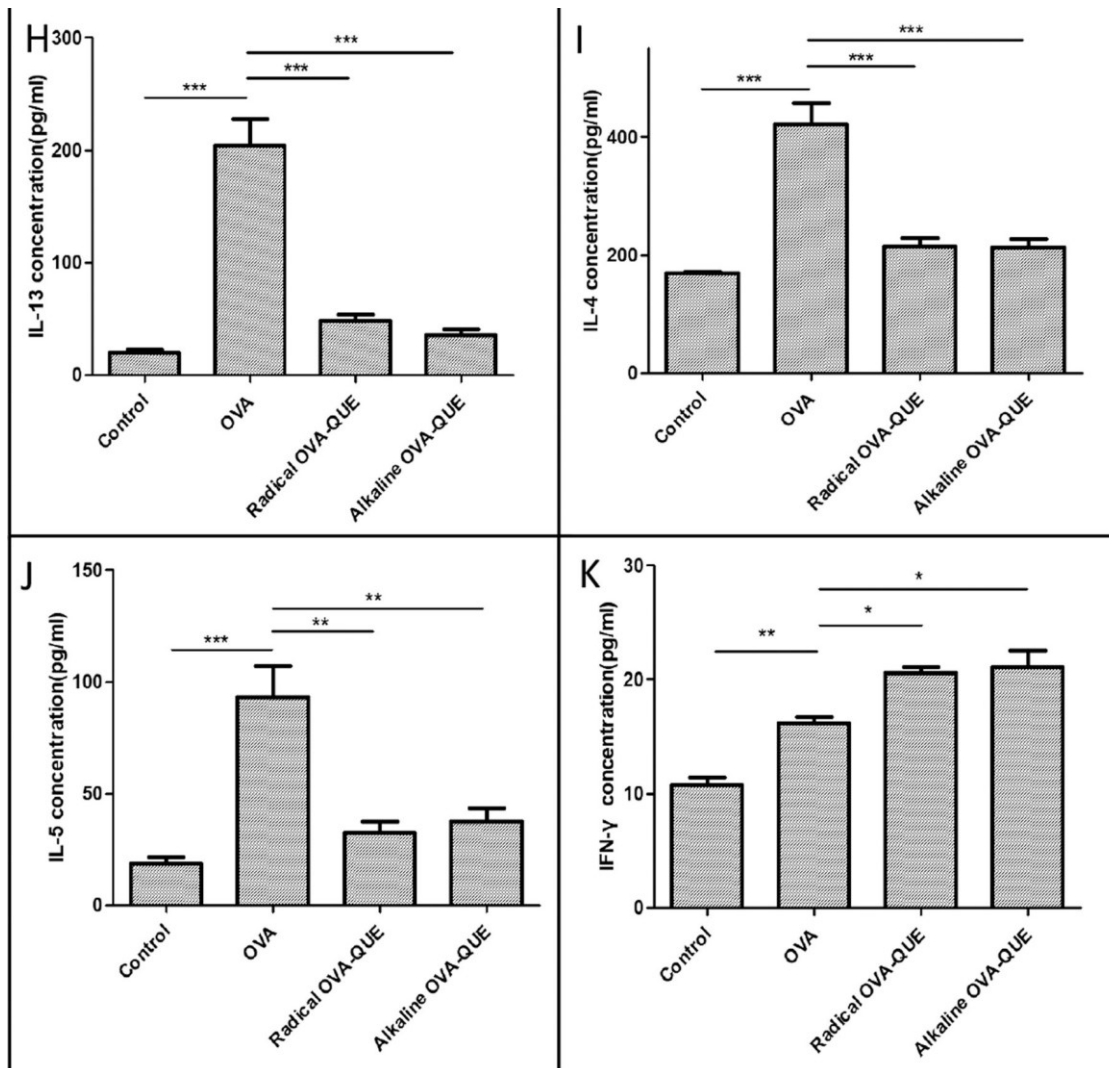 H
IL-13 concentration(pg/ml)
300
200
100
0
***
***
***
Control
OVA
Radical OVA-QUE
Alkaline OVA-QUE
I
IL-4 concentration(pg/ml)
400
200
0
***
***
***
Control
OVA
Radical OVA-QUE
Alkaline OVA-QUE
J
IL-5 concentration(pg/ml)
150
100
50
0
**
**
***
Control
OVA
Radical OVA-QUE
Alkaline OVA-QUE
K
IFN-γ concentration(pg/ml)
30
20
10
0
*
*
**
Control
OVA
Radical OVA-QUE
Alkaline OVA-QUE